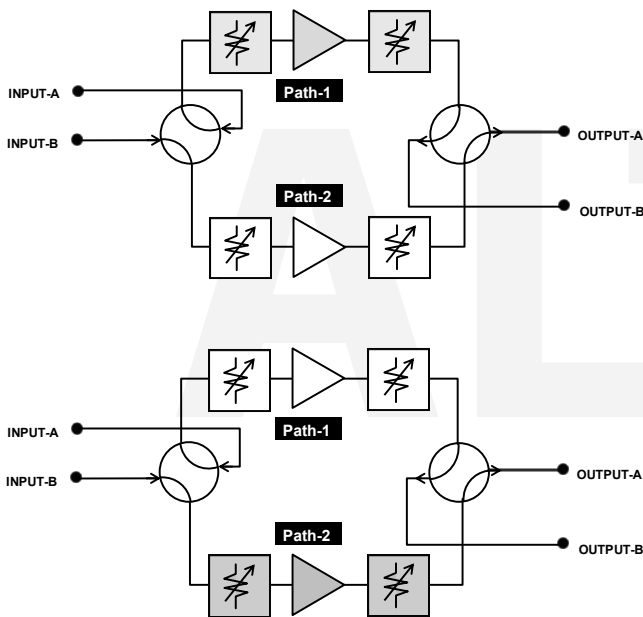 Path-1
INPUT-A
INPUT-B
OUTPUT-A
Path-2
OUTPUT-B
Path-1
INPUT-A
INPUT-B
OUTPUT-A
Path-2
OUTPUT-B